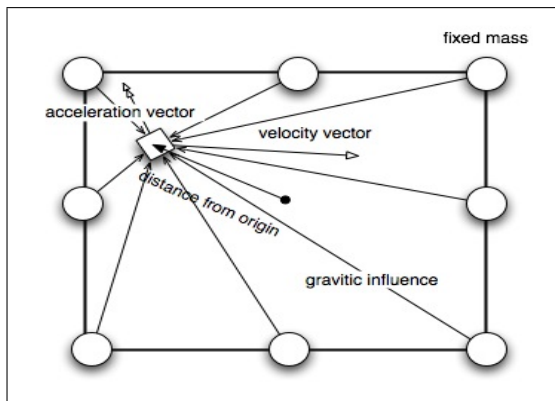 fixed mass
acceleration vector
velocity vector
distance from origin
gravitic influence